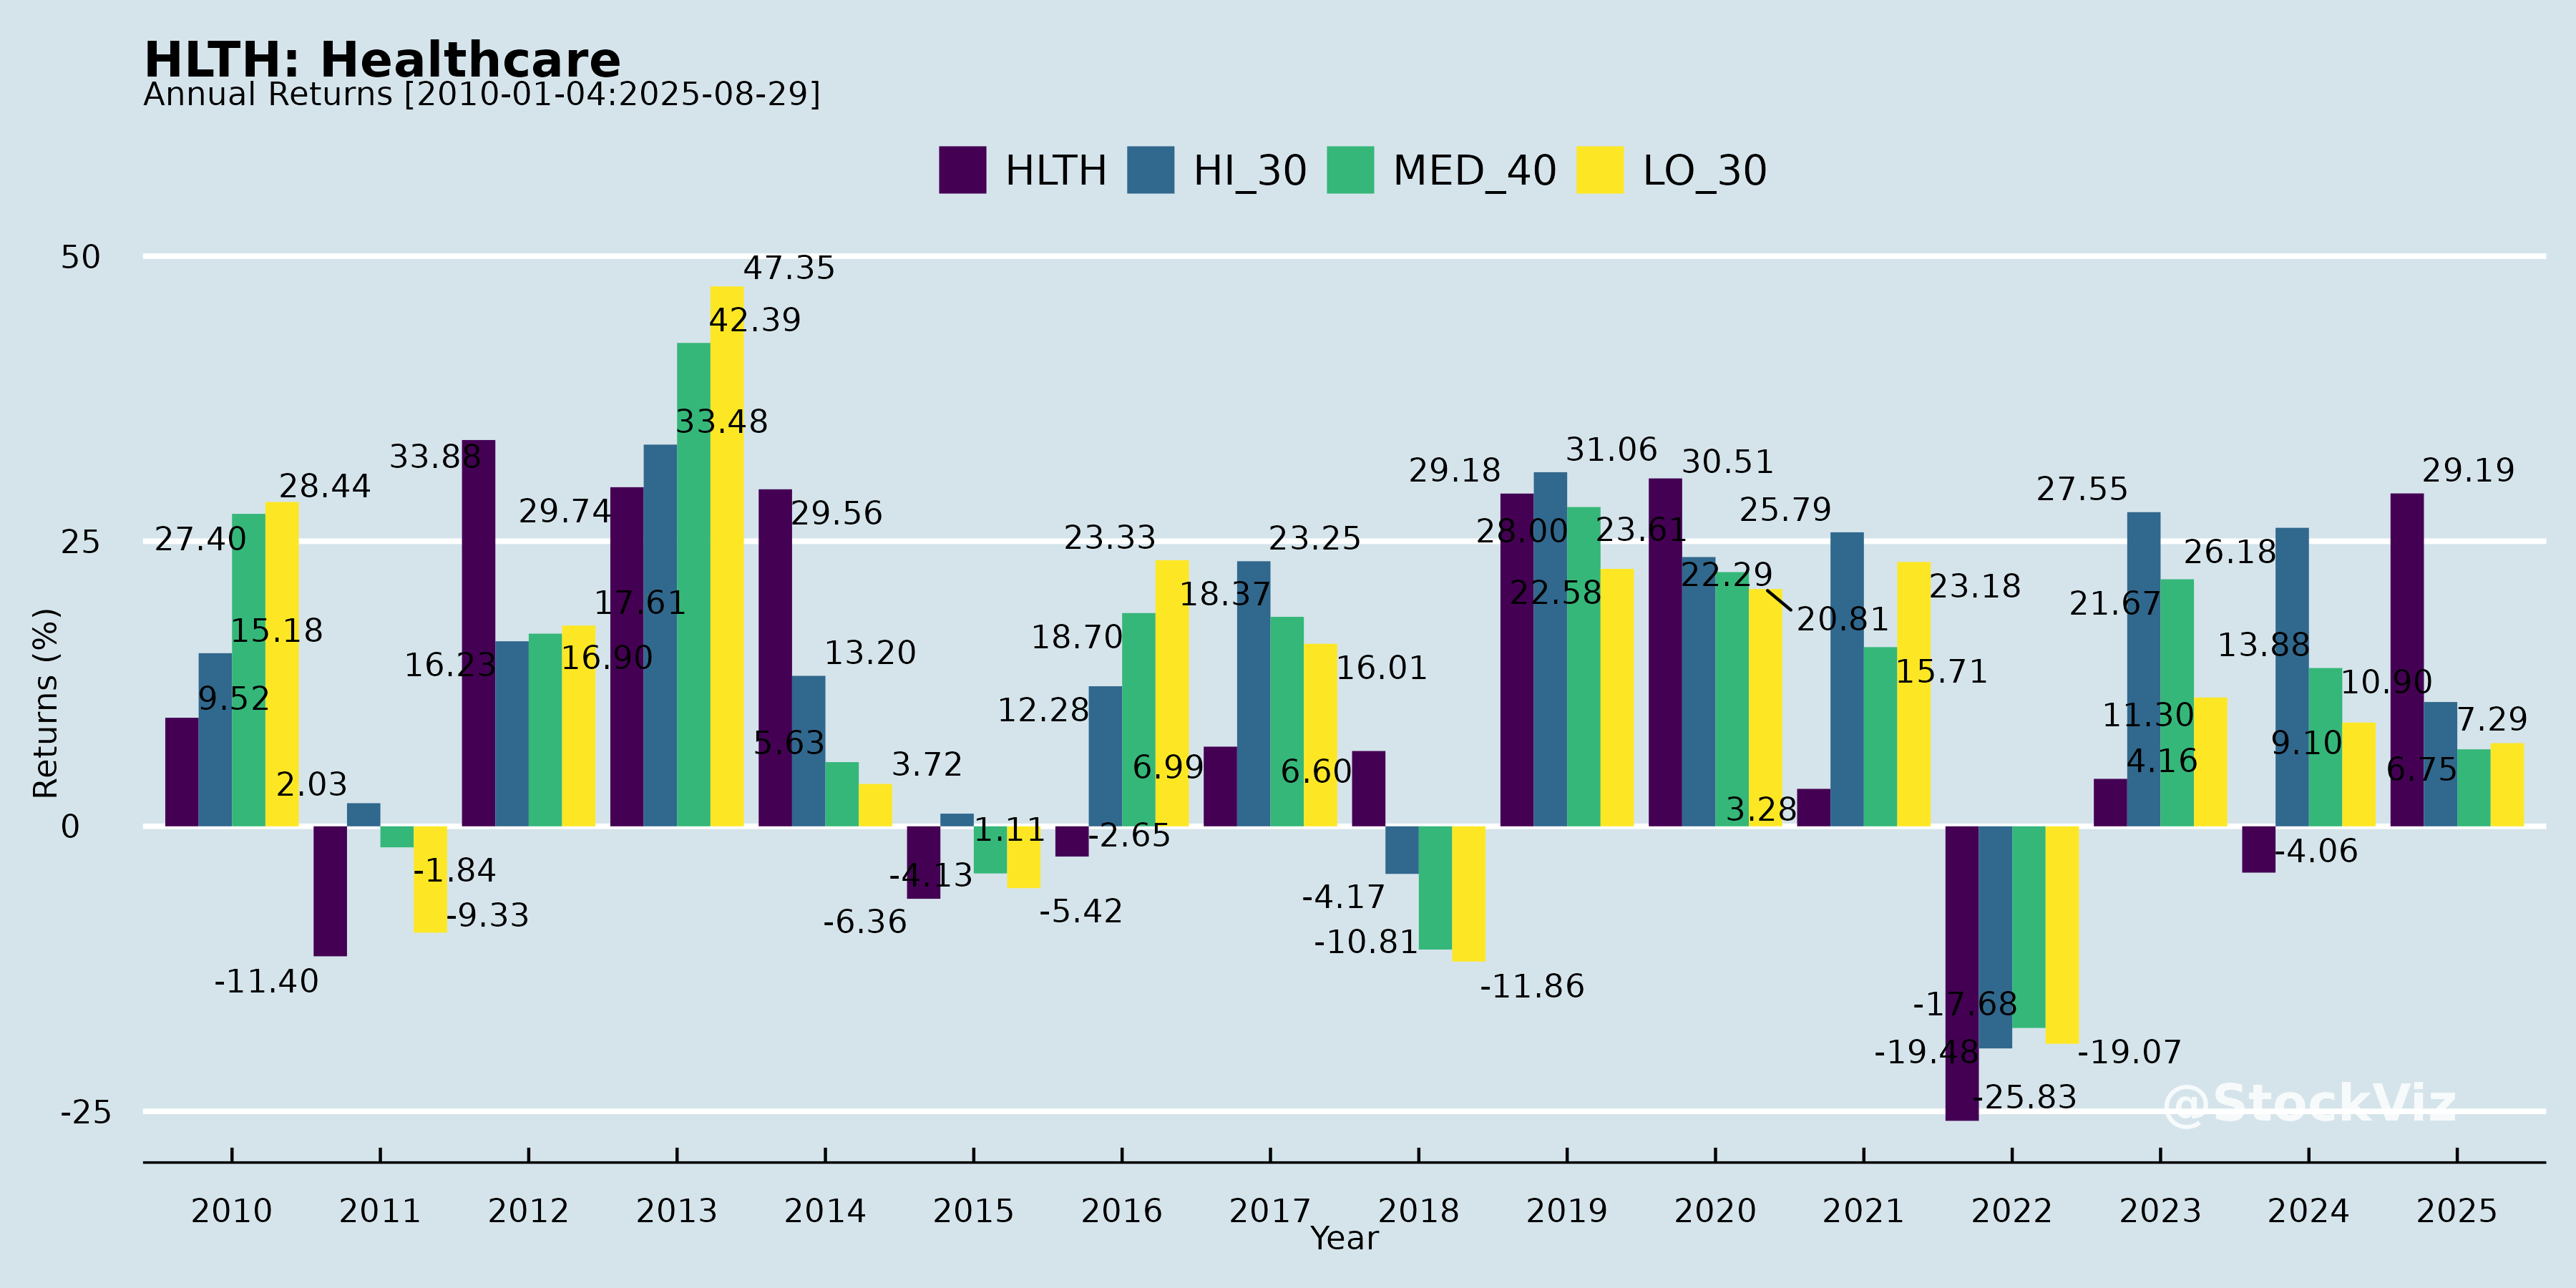 HLTH: Healthcare
Annual Returns [2010-01-04:2025-08-29]
HLTH HI_30 MED_40 LO_30
Returns (%)
50
25
0
-25
9.52 15.18 27.40 28.44
-11.40 2.03 -1.84 -9.33
33.88 16.23 16.90 17.61
29.74 33.48 42.39 47.35
29.56 13.20 5.63 3.72
-6.36 1.11 -4.13 -5.42
-2.65 12.28 18.70 23.33
6.99 23.25 18.37 16.01
6.60 -4.17 -10.81 -11.86
29.18 31.06 28.00 22.58
30.51 23.61 22.29 20.81
3.28 25.79 15.71 23.18
-25.83 -19.48 -17.68 -19.07
4.16 27.55 21.67 11.30
-4.06 26.18 13.88 9.10
29.19 10.90 6.75 7.29
@StockViz
2010 2011 2012 2013 2014 2015 2016 2017 2018 2019 2020 2021 2022 2023 2024 2025
Year